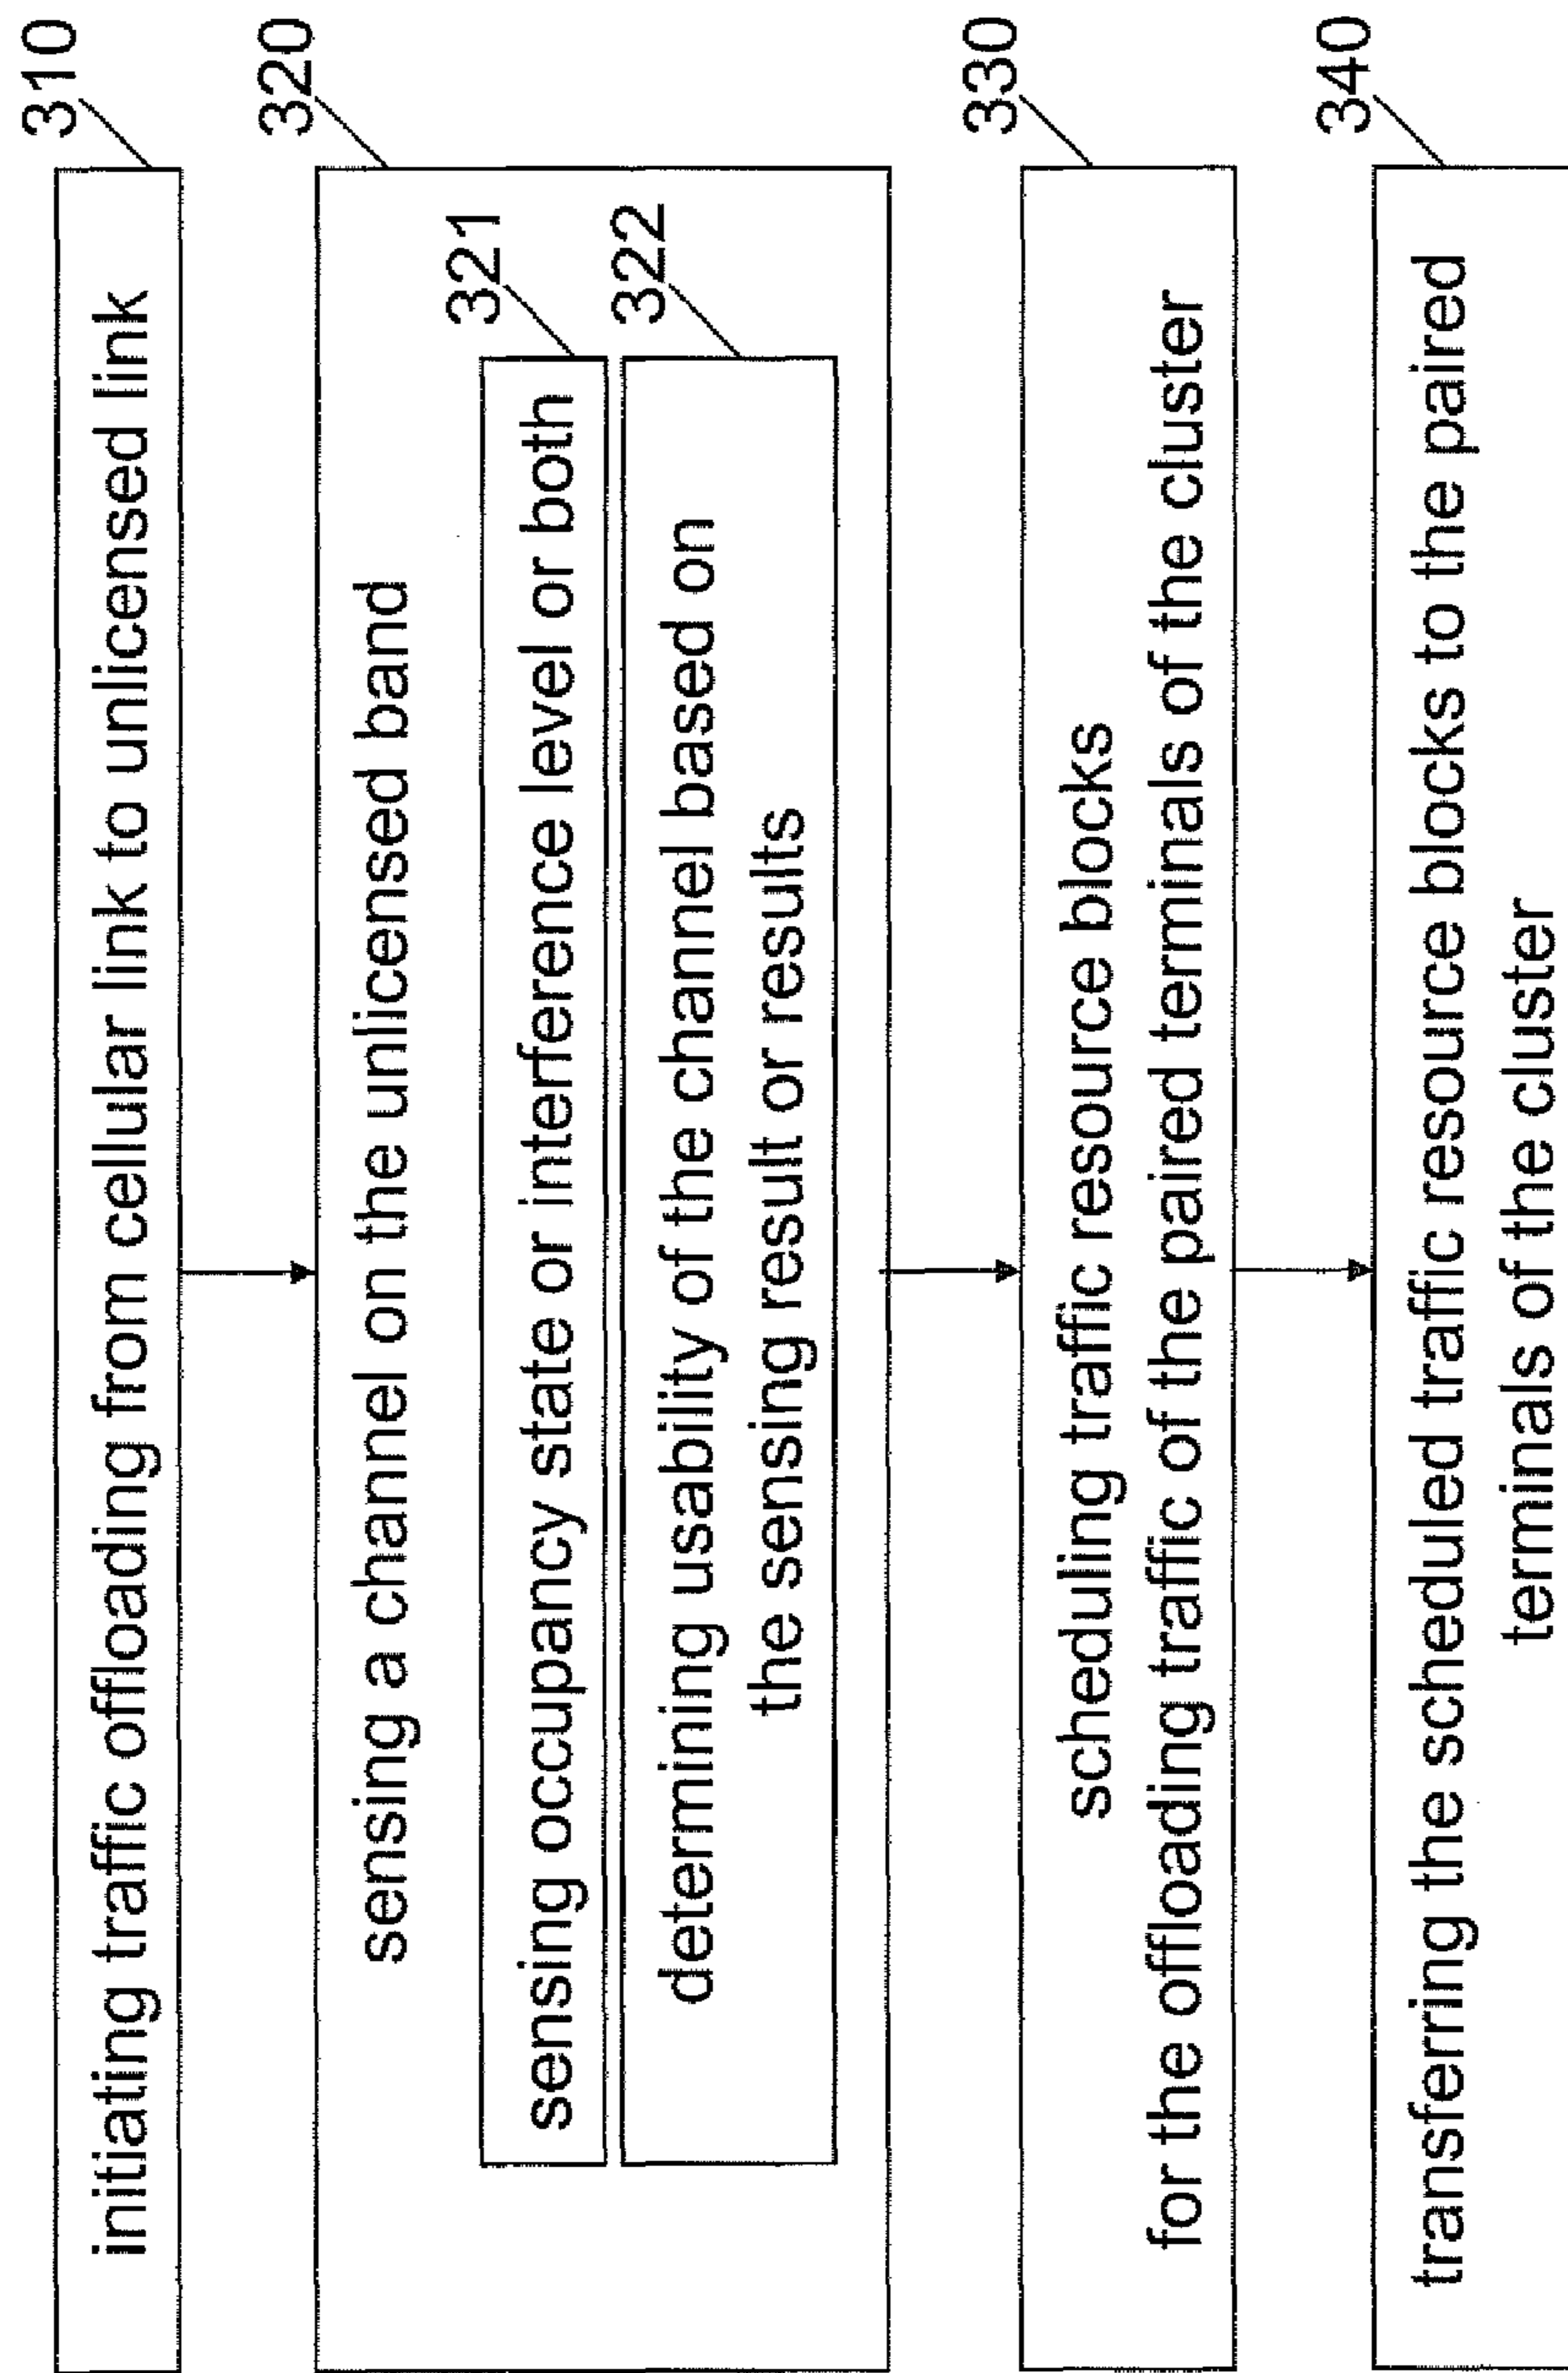 310
initiating traffic offloading from cellular link to unlicensed link
320
sensing a channel on the unlicensed band
321
sensing occupancy state or interference level or both
322
determining usability of the channel based on
the sensing result or results
330
scheduling traffic resource blocks
for the offloading traffic of the paired terminals of the cluster
340
transferring the scheduled traffic resource blocks to the paired
terminals of the cluster